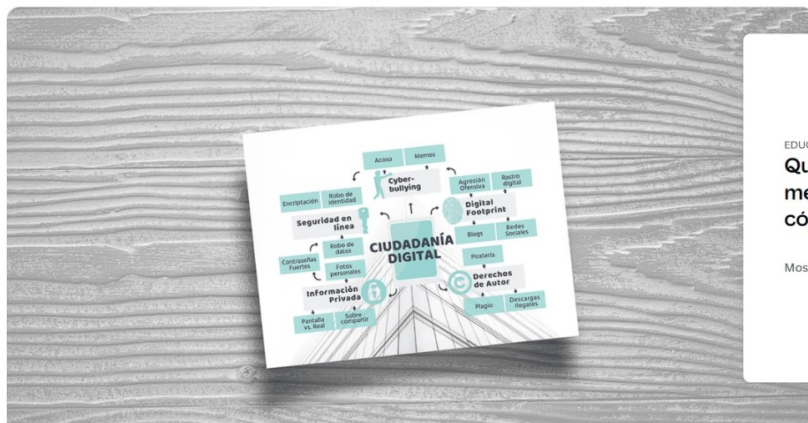 Acoso
Memes
Cyber-
bullying
Encriptación
Robo de
identidad
Seguridad en
línea
Agresión
Ofensiva
Rastro
digital
Digital
Footprint
Blogs
Redes
Sociales
CIUDADANÍA
DIGITAL
Contraseñas
Fuertes
Robo de
datos
Fotos
personales
Información
Privada
Pantalla
vs. Real
Sobre
compartir
Piratería
Derechos
de Autor
Plagio
Descargas
ilegales
EDUC
Qu
me
có
Mos